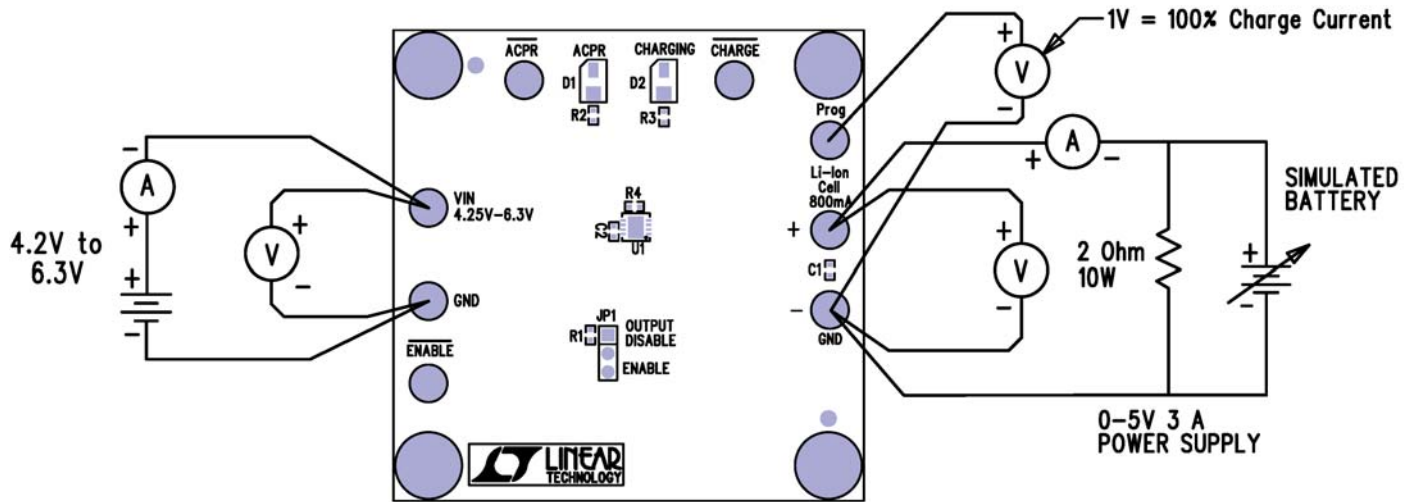 1V = 100% Charge Current
+
V
-
ACPR
ACPR
CHARGING
CHARGE
D1
D2
R2
R3
Prog
-
A
+
+
-
4.2V to
6.3V
+
V
-
VIN
4.25V-6.3V
GND
ENABLE
R4
C2
U1
JP1
R1
OUTPUT
DISABLE
ENABLE
Li-Ion
Cell
800mA
+
C1
-
GND
+
A
-
+
V
-
2 Ohm
10W
+
-
SIMULATED
BATTERY
0-5V 3 A
POWER SUPPLY
LT LINEAR
TECHNOLOGY